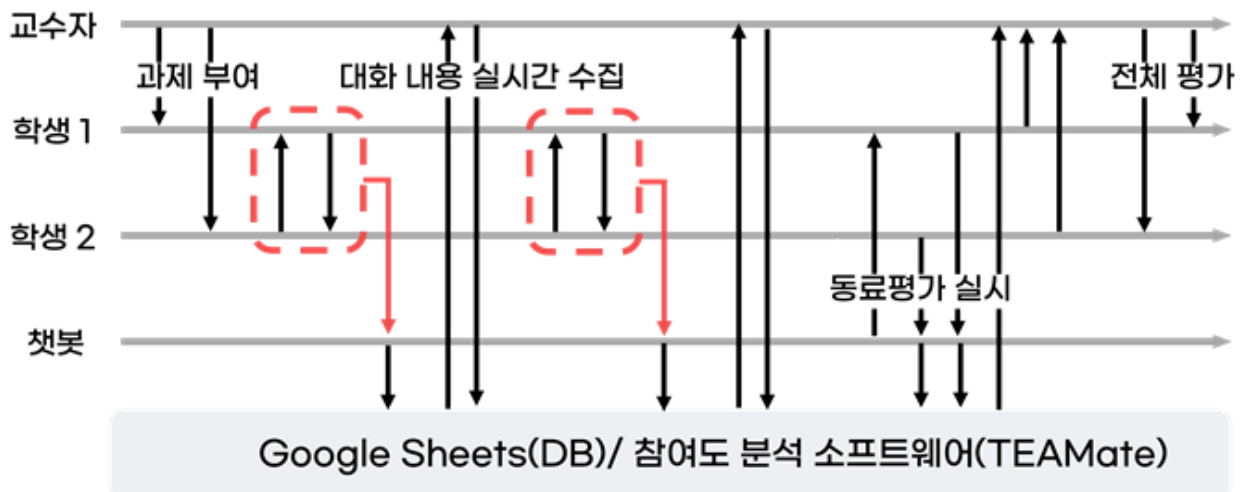 교수자
과제 부여
대화 내용 실시간 수집
전체 평가
학생 1
학생 2
동료평가 실시
챗봇
Google Sheets(DB)/ 참여도 분석 소프트웨어(TEAMate)